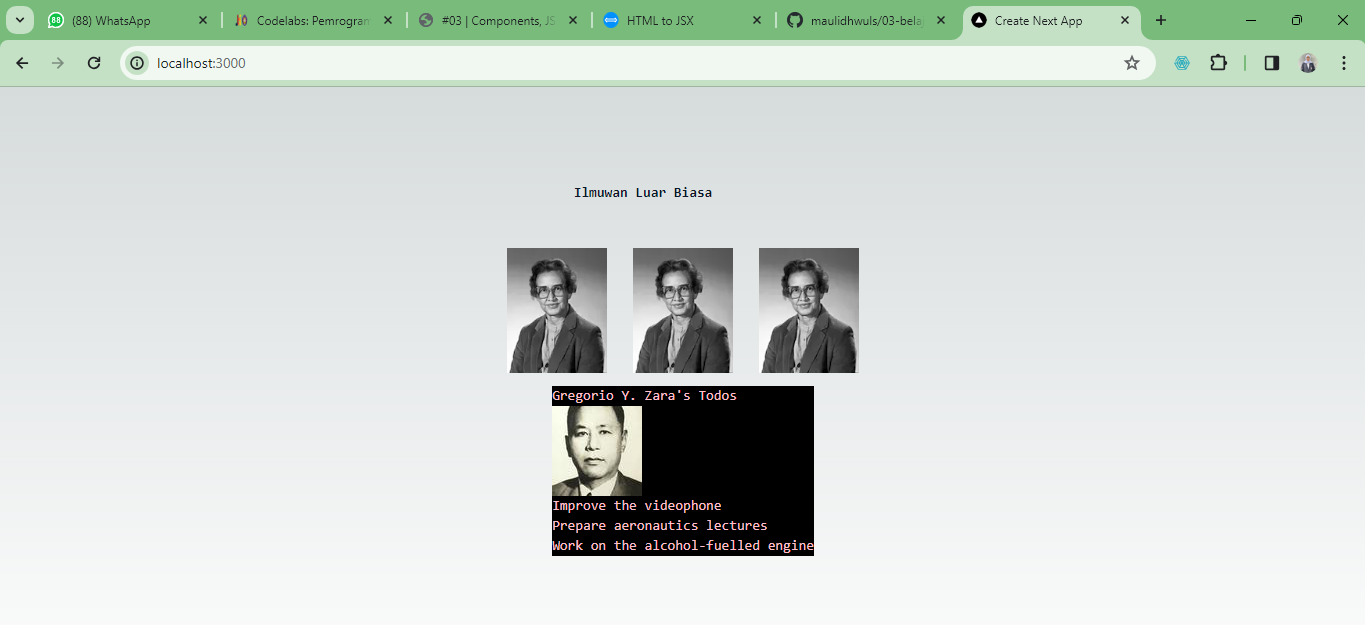 (88) WhatsApp
Codelabs: Pemrogram
#03 | Components, JS
HTML to JSX
maulidhwuls/03-bela
Create Next App
localhost:3000
Ilmuwan Luar Biasa
Gregorio Y. Zara's Todos
Improve the videophone
Prepare aeronautics lectures
Work on the alcohol-fuelled engine